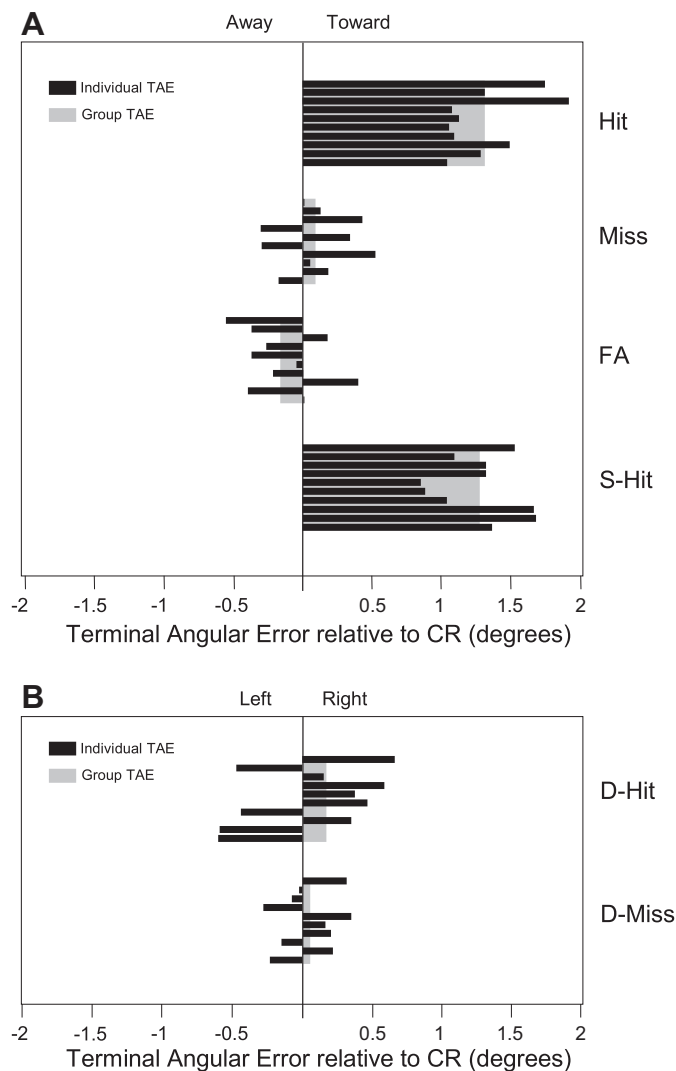 A
Away Toward
Individual TAE
Group TAE
Hit
Miss
FA
S-Hit
-2 -1.5 -1 -0.5 0.5 1 1.5 2
Terminal Angular Error relative to CR (degrees)
B
Left Right
Individual TAE
Group TAE
D-Hit
D-Miss
-2 -1.5 -1 -0.5 0.5 1 1.5 2
Terminal Angular Error relative to CR (degrees)